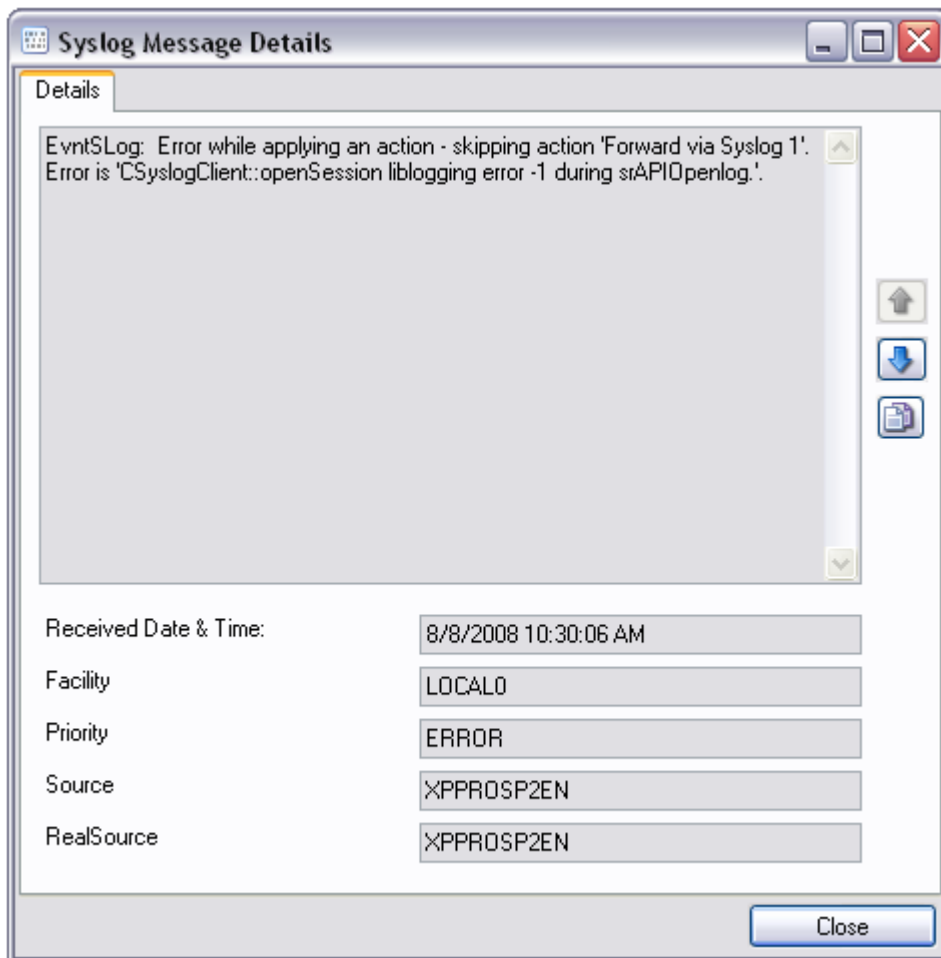 Syslog Message Details
Details
EvntSLog:  Error while applying an action - skipping action 'Forward via Syslog 1'.
Error is 'CSyslogClient::openSession liblogging error -1 during srAPIOpenlog.'.
Received Date & Time:
8/8/2008 10:30:06 AM
Facility
LOCAL0
Priority
ERROR
Source
XPPROSP2EN
RealSource
XPPROSP2EN
Close